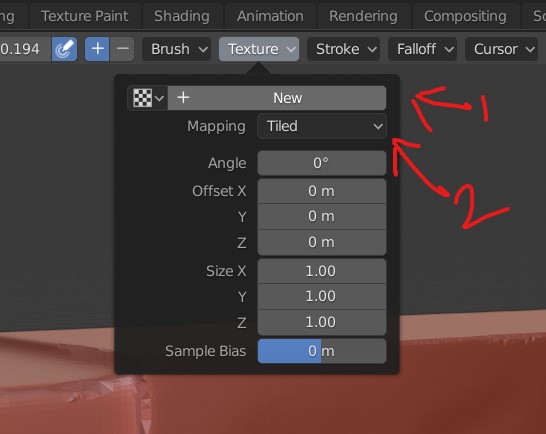 ng Texture Paint Shading Animation Rendering Compositing Sc
0.194 + − Brush Texture Stroke Falloff Cursor
+ New
1
Mapping Tiled
2
Angle 0°
Offset X 0 m
Y 0 m
Z 0 m
Size X 1.00
Y 1.00
Z 1.00
Sample Bias 0 m